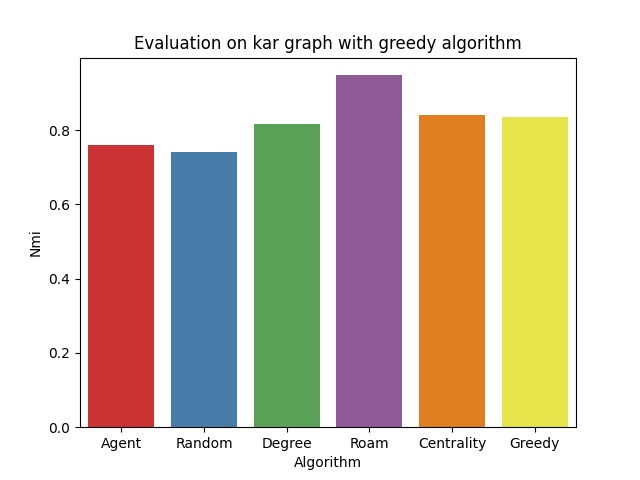 Evaluation on kar graph with greedy algorithm
0.8
0.6
0.4
0.2
0.0
Nmi
Agent Random Degree Roam Centrality Greedy
Algorithm